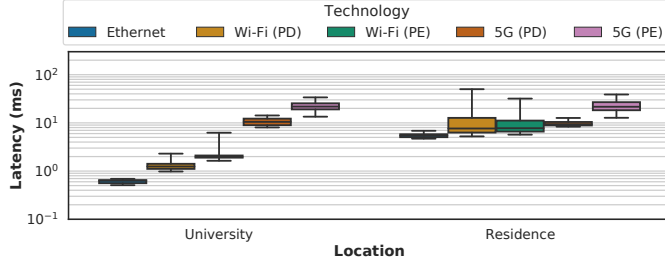 Technology
Ethernet Wi-Fi (PD) Wi-Fi (PE) 5G (PD) 5G (PE)
Latency (ms)
10²
10¹
10⁰
10⁻¹
University Residence
Location